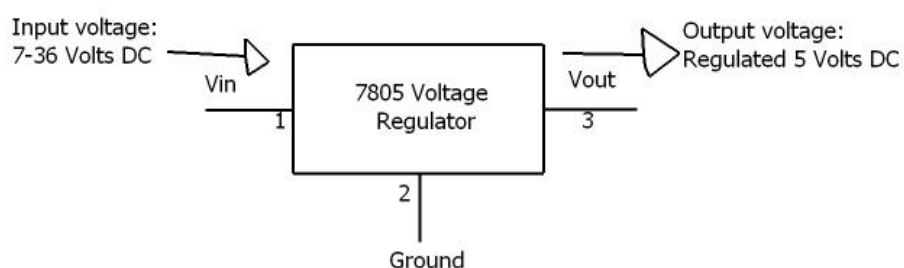 Input voltage:
7-36 Volts DC
Vin
1
7805 Voltage
Regulator
2
Ground
Output voltage:
Regulated 5 Volts DC
Vout
3